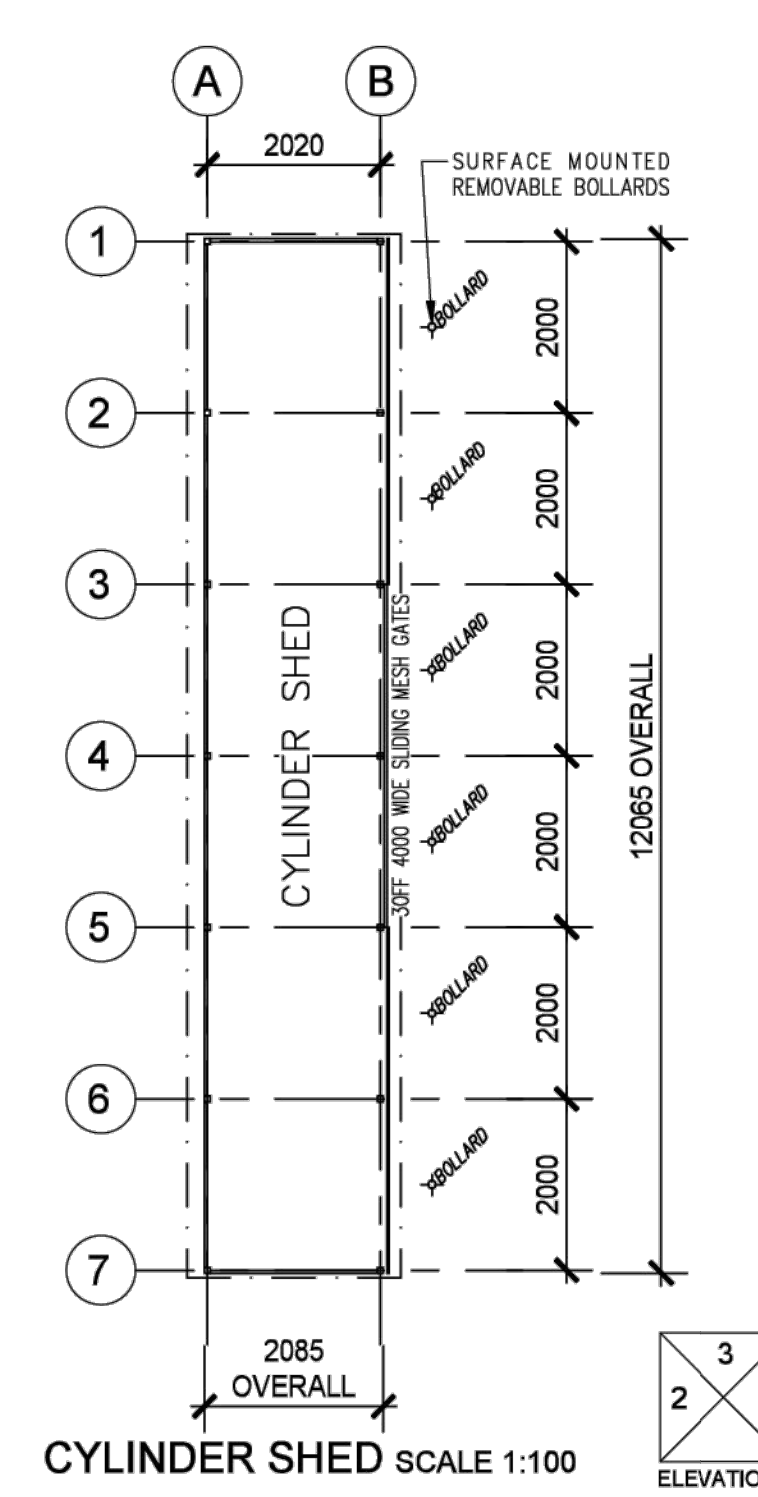 A
B
2020
SURFACE MOUNTED
REMOVABLE BOLLARDS
1
BOLLARD
2000
2
BOLLARD
2000
3
BOLLARD
2000
CYLINDER SHED
3OFF 4000 WIDE SLIDING MESH GATES
12065 OVERALL
4
BOLLARD
2000
5
BOLLARD
2000
6
BOLLARD
2000
7
2085
OVERALL
3
2
CYLINDER SHED SCALE 1:100
ELEVATIO